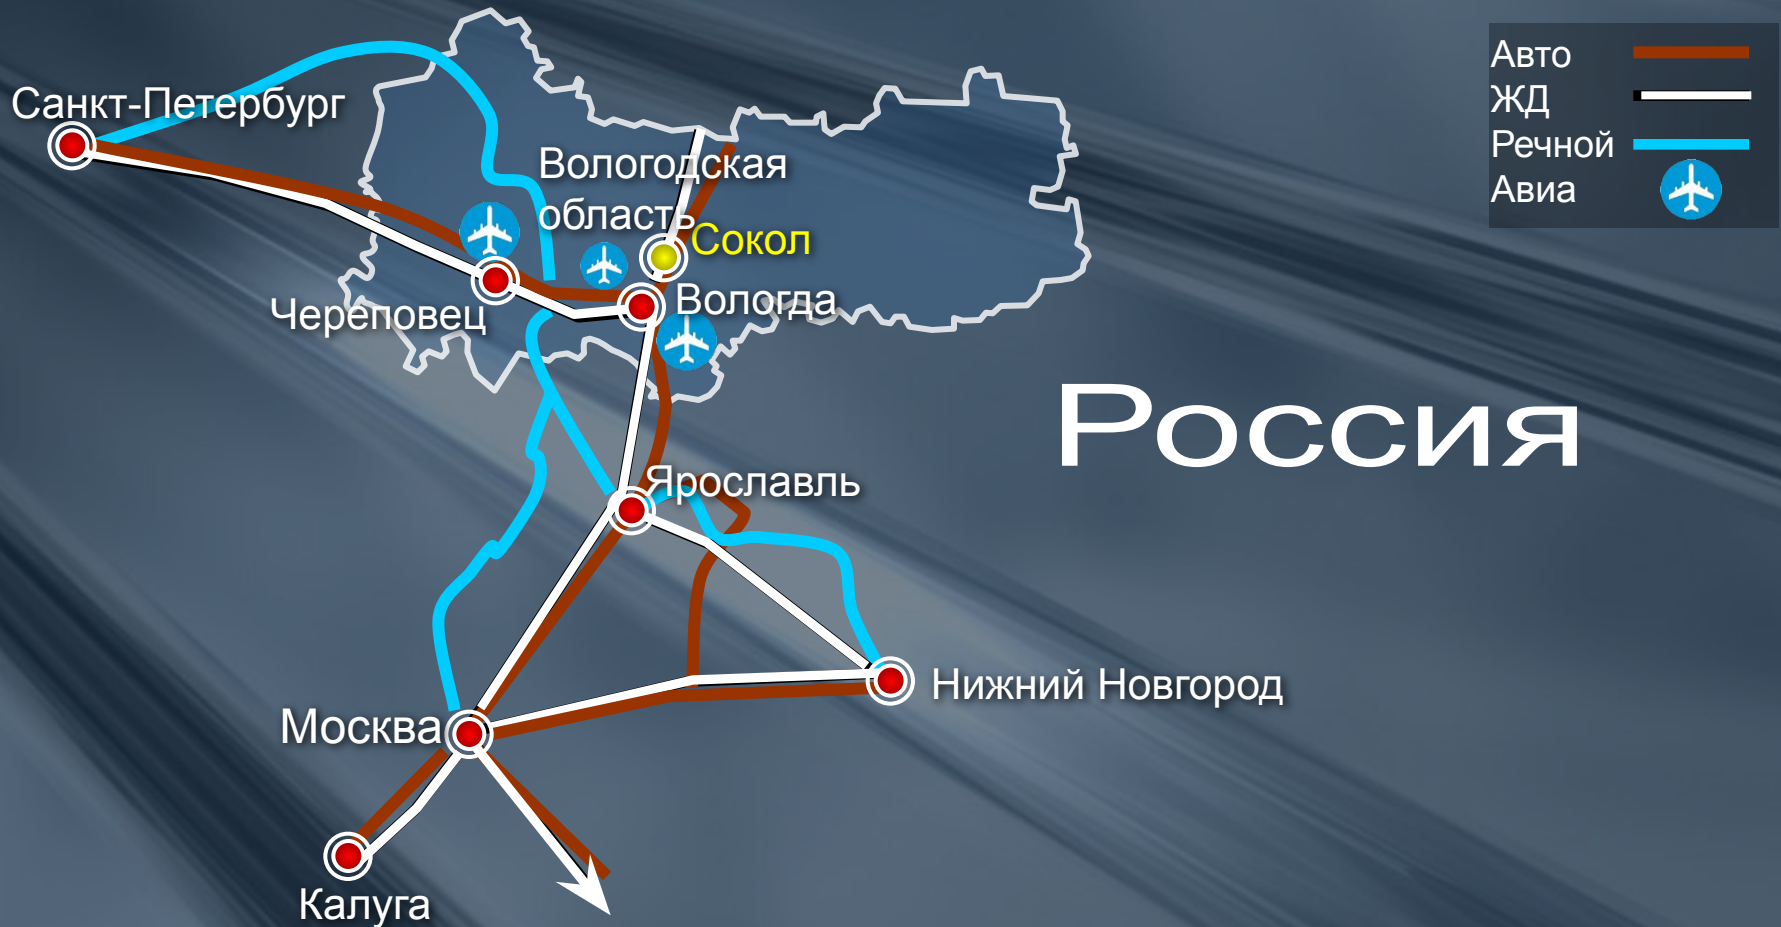 Авто
ЖД
Речной
Авиа
Санкт-Петербург
Вологодская
область
Сокол
Вологда
Череповец
Россия
Ярославль
Нижний Новгород
Москва
Калуга